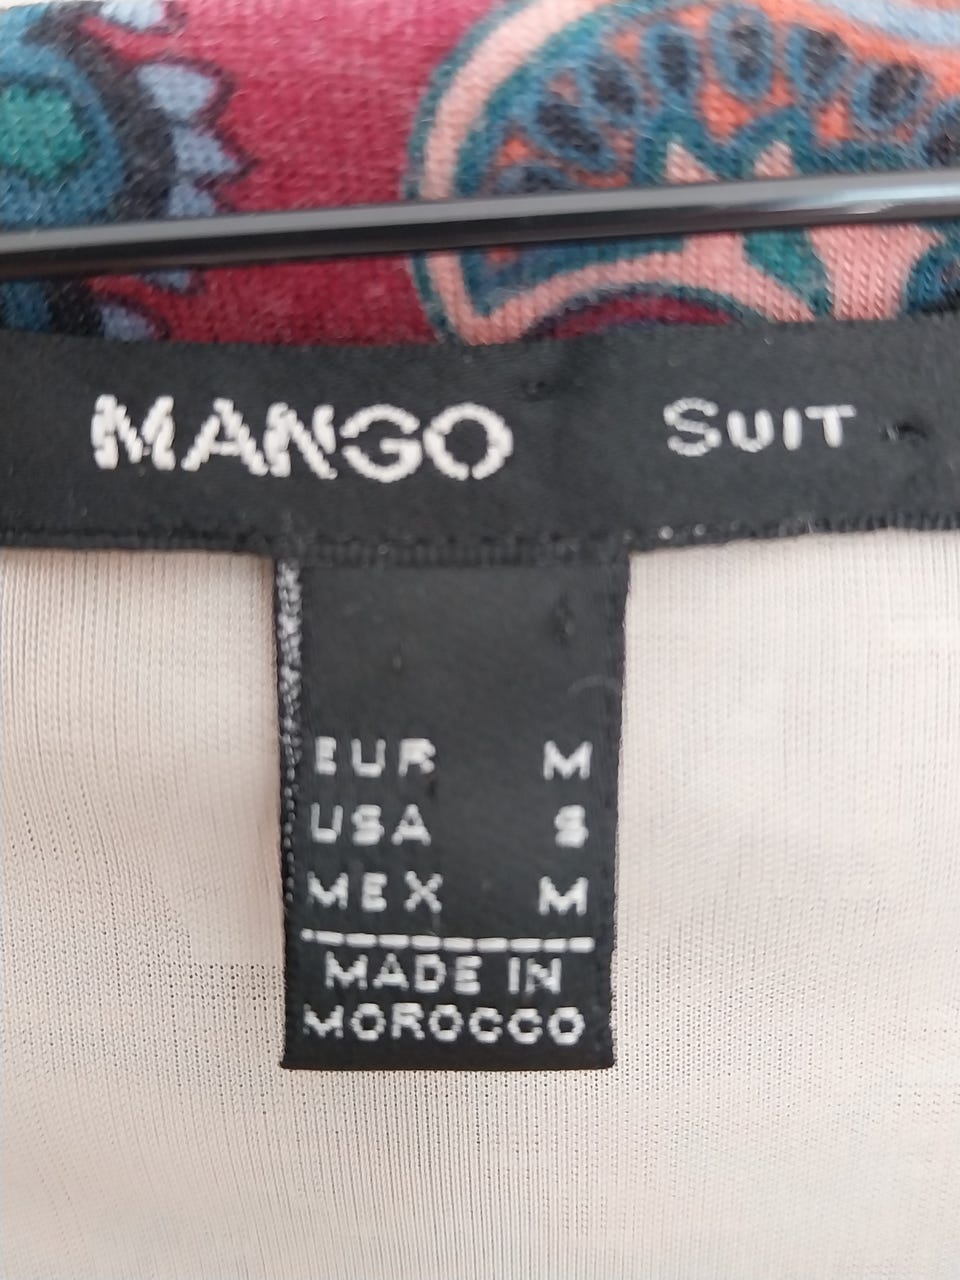 MANGO SUIT
EUR M
USA S
MEX M
MADE IN
MOROCCO